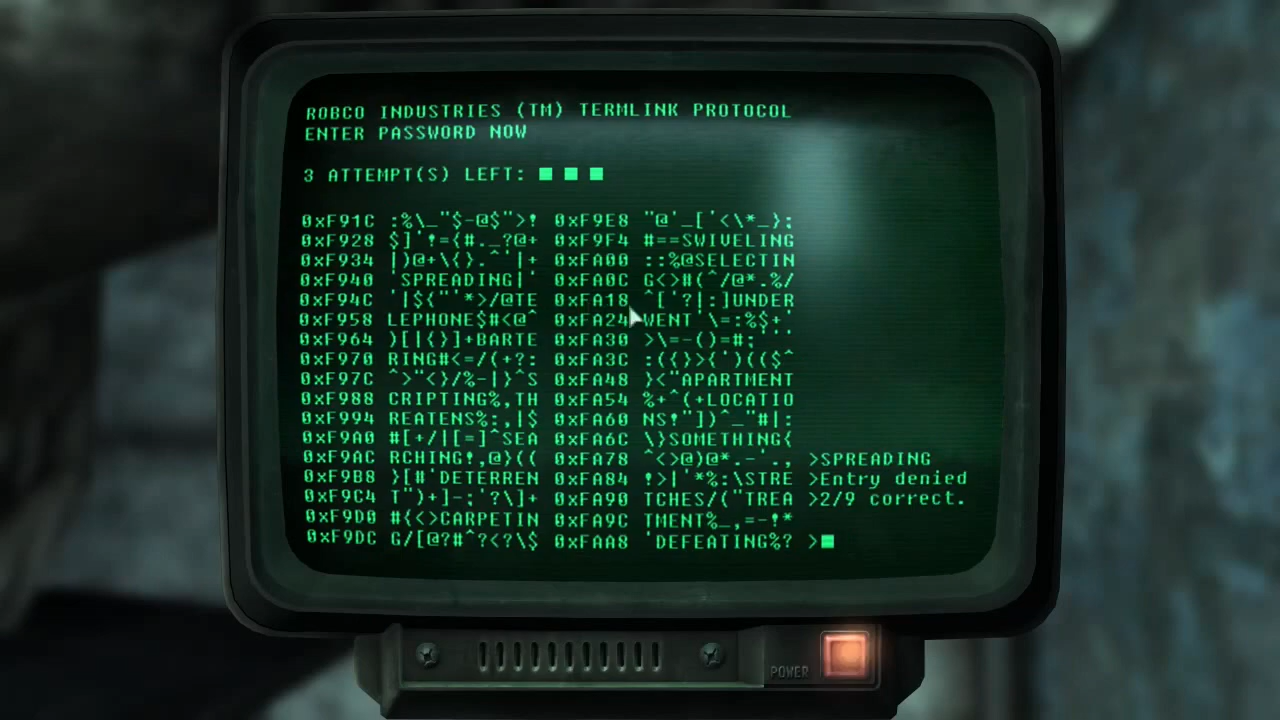 ROBCO INDUSTRIES (TM) TERMLINK PROTOCOL
ENTER PASSWORD NOW
3 ATTEMPT(S) LEFT: ■ ■ ■
0xF91C :%\_"$-@$">! 0xF9E8 "@'_['<\*_};
0xF928 $]'!={#._?@+ 0xF9F4 #==SWIVELING
0xF934 |)@+\{}.^'|+ 0xFA00 ::%@SELECTIN
0xF940 'SPREADING|' 0xFA0C G<>#(^/@*.%/
0xF94C '|${"'*>/@TE 0xFA18 ^['?|:]UNDER
0xF958 LEPHONE$#<@^ 0xFA24 WENT'\=:%$+'
0xF964 )[|{}]+BARTE 0xFA30 >\=-()=#;'..
0xF970 RING#<=/(+?: 0xFA3C :({}>{')(($^
0xF97C ^>"<}/%-|}^S 0xFA48 }<"APARTMENT
0xF988 CRIPTING%,TH 0xFA54 %+^(+LOCATIO
0xF994 REATENS%:,|$ 0xFA60 NS!"])^_"#|:
0xF9A0 #[+/|[=]^SEA 0xFA6C \}SOMETHING{
0xF9AC RCHING!,@}(( 0xFA78 ^<>@)@*.-'., >SPREADING
0xF9B8 }[#'DETERREN 0xFA84 !>|'*%:\STRE >Entry denied
0xF9C4 T")+]-;'?\]+ 0xFA90 TCHES/("TREA >2/9 correct.
0xF9D0 #{<>CARPETIN 0xFA9C TMENT%_,=-!*
0xF9DC G/[@?#^?<?\$ 0xFAA8 'DEFEATING%? >■
POWER